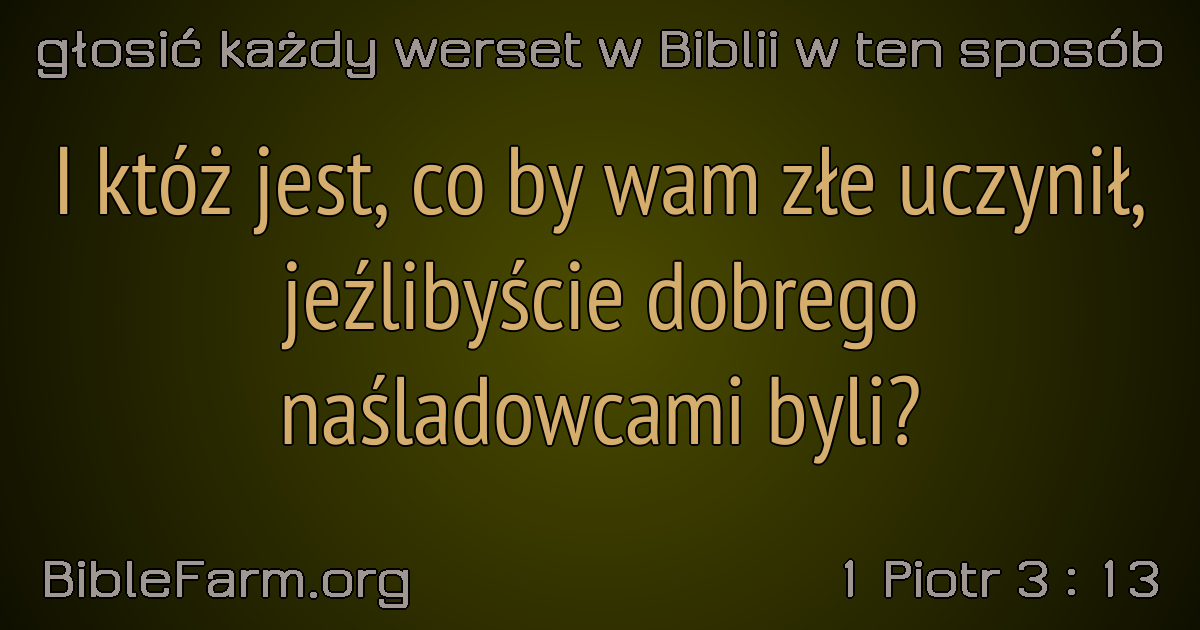 głosić każdy werset w Biblii w ten sposób
I któż jest, co by wam złe uczynił,
jeźlibyście dobrego
naśladowcami byli?
BibleFarm.org
1 Piotr 3 : 13